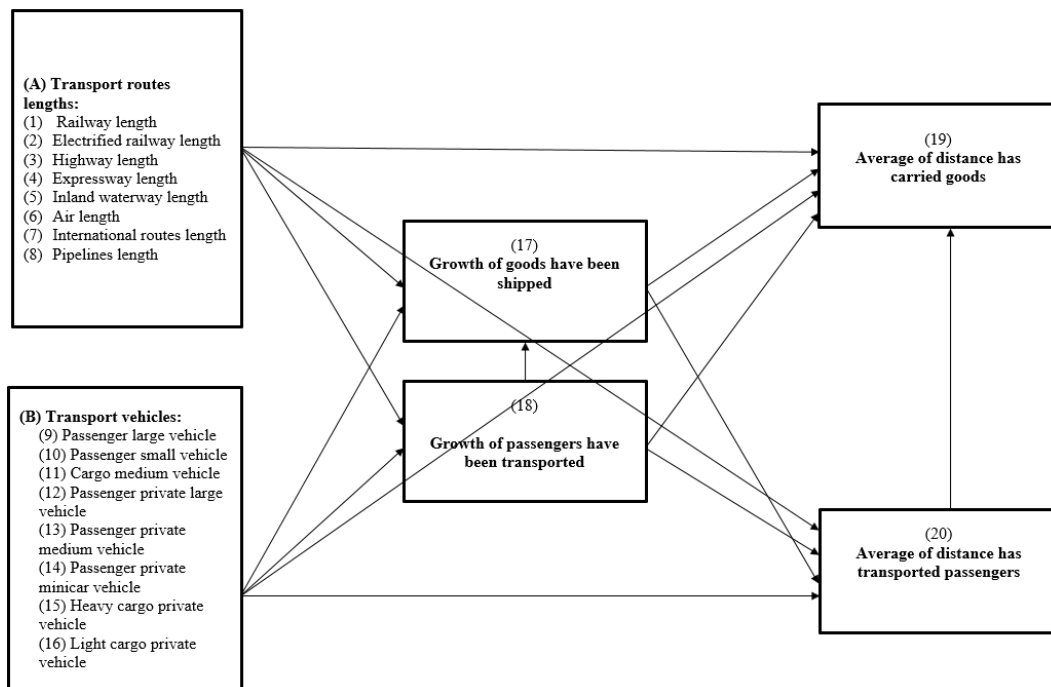 (A) Transport routes
lengths:
(1) Railway length
(2) Electrified railway length
(3) Highway length
(4) Expressway length
(5) Inland waterway length
(6) Air length
(7) International routes length
(8) Pipelines length
(B) Transport vehicles:
(9) Passenger large vehicle
(10) Passenger small vehicle
(11) Cargo medium vehicle
(12) Passenger private large
vehicle
(13) Passenger private
medium vehicle
(14) Passenger private
minicar vehicle
(15) Heavy cargo private
vehicle
(16) Light cargo private
vehicle
(17)
Growth of goods have been
shipped
(18)
Growth of passengers have
been transported
(19)
Average of distance has
carried goods
(20)
Average of distance has
transported passengers